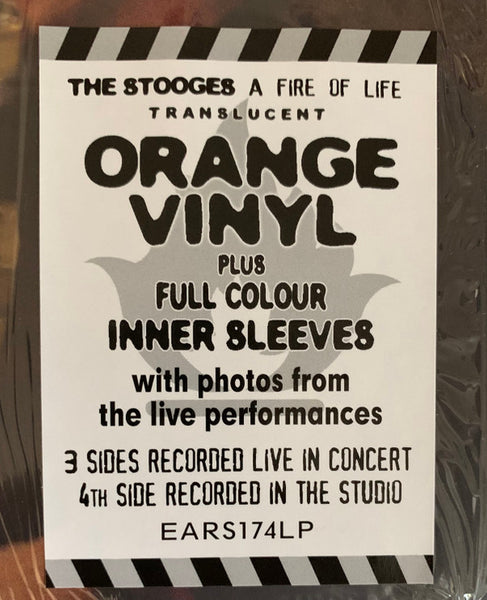 THE STOOGES A FIRE OF LIFE
TRANSLUCENT
ORANGE
VINYL
PLUS
FULL COLOUR
INNER SLEEVES
with photos from
the live performances
3 SIDES RECORDED LIVE IN CONCERT
4TH SIDE RECORDED IN THE STUDIO
EARS174LP